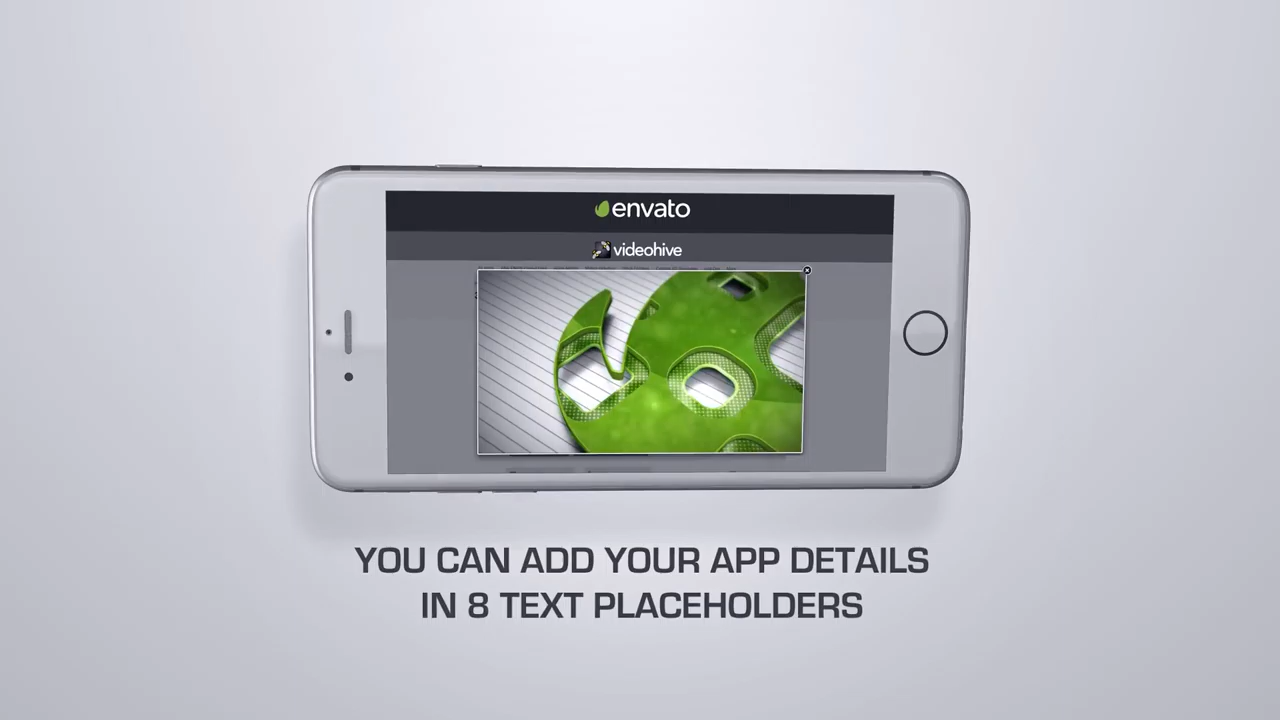 envato
videohive
YOU CAN ADD YOUR APP DETAILS
IN 8 TEXT PLACEHOLDERS